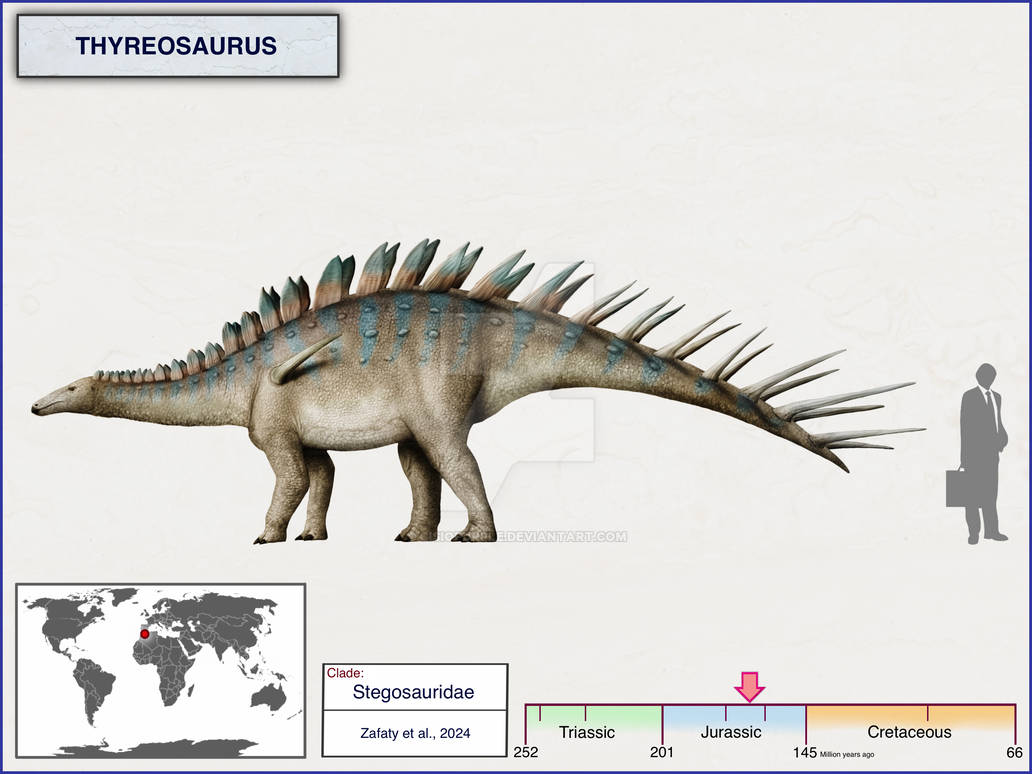 THYREOSAURUS
Clade:
Stegosauridae
Zafaty et al., 2024
Triassic
Jurassic
Cretaceous
252
201
145 Million years ago
66